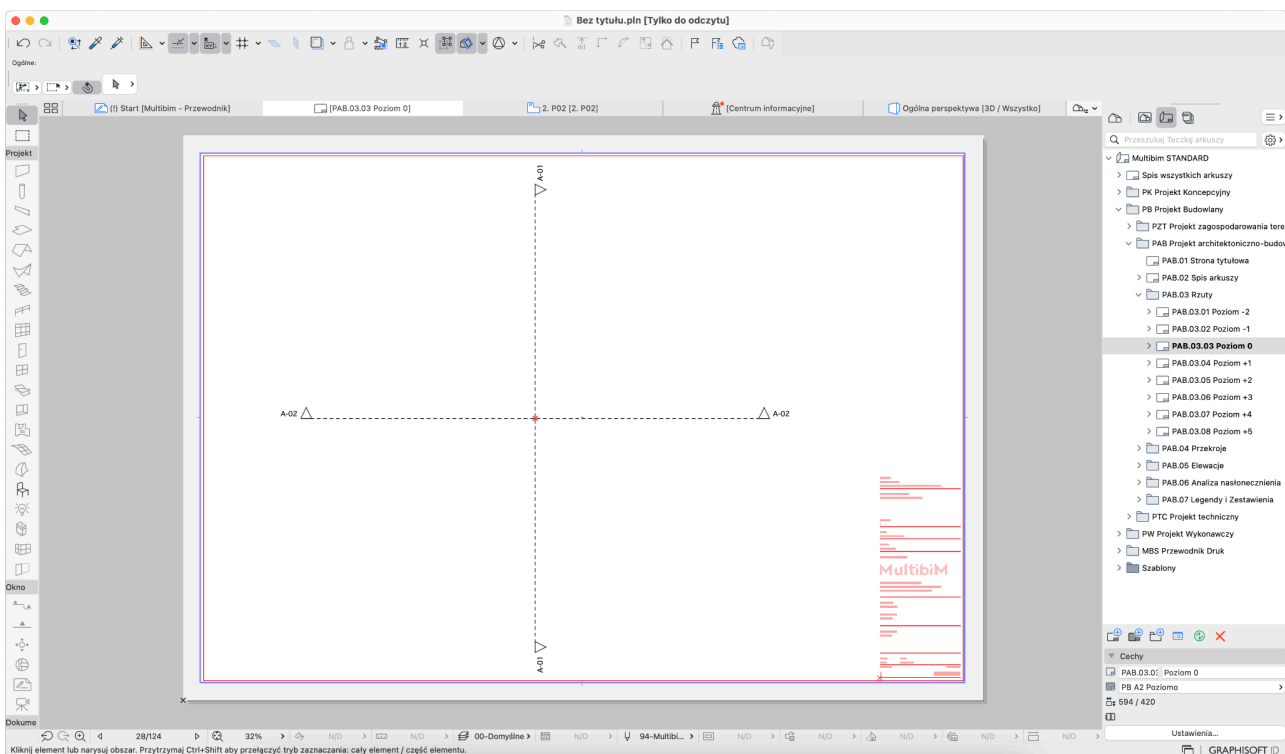 Bez tytułu.pln [Tylko do odczytu]
Ogólne:
(!) Start [Multibim - Przewodnik]
[PAB.03.03 Poziom 0]
2. P02 [2. P02]
[Centrum informacyjne]
Ogólna perspektywa [3D / Wszystko]
Przeszukaj Teczkę arkuszy
Projekt
Multibim STANDARD
Spis wszystkich arkuszy
PK Projekt Koncepcyjny
PB Projekt Budowlany
PZT Projekt zagospodarowania tere
PAB Projekt architektoniczno-budov
PAB.01 Strona tytułowa
PAB.02 Spis arkuszy
PAB.03 Rzuty
PAB.03.01 Poziom -2
PAB.03.02 Poziom -1
PAB.03.03 Poziom 0
PAB.03.04 Poziom +1
PAB.03.05 Poziom +2
PAB.03.06 Poziom +3
PAB.03.07 Poziom +4
PAB.03.08 Poziom +5
PAB.04 Przekroje
PAB.05 Elewacje
PAB.06 Analiza nasłonecznienia
PAB.07 Legendy i Zestawienia
PTC Projekt techniczny
PW Projekt Wykonawczy
MBS Przewodnik Druk
Szablony
A-01
A-02
A-02
A-01
MultibiM
Okno
Dokume
Cechy
PAB.03.0: Poziom 0
PB A2 Poziomo
594 / 420
Ustawienia...
28/124
32%
N/D
N/D
00-Domyślne
N/D
94-Multibi...
N/D
N/D
N/D
N/D
N/D
Kliknij element lub narysuj obszar. Przytrzymaj Ctrl+Shift aby przełączyć tryb zaznaczania: cały element / część elementu.
GRAPHISOFT ID